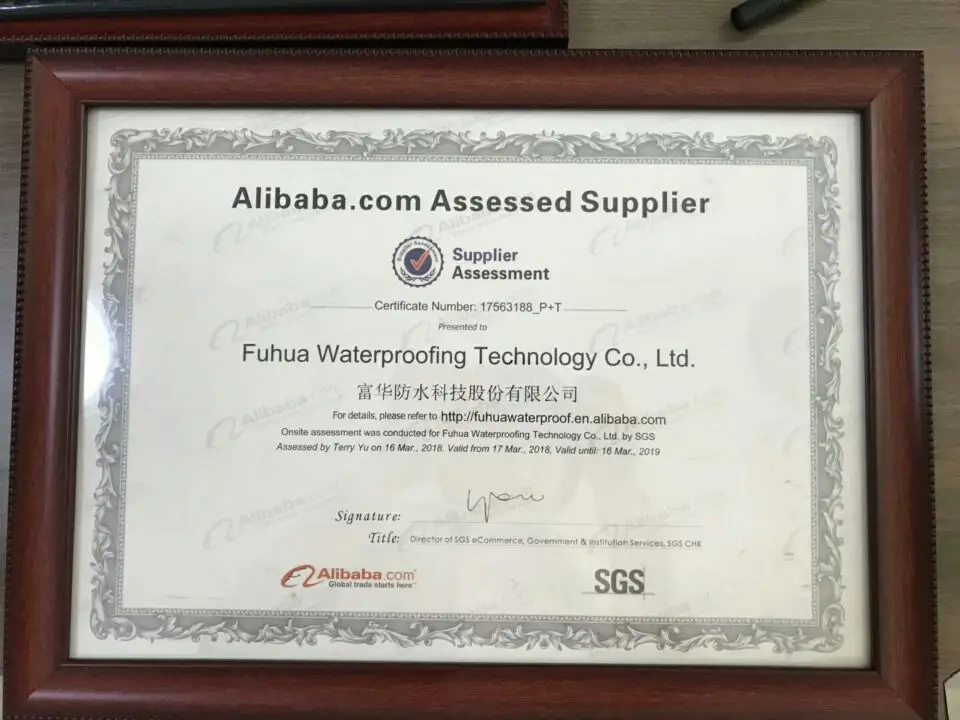 Alibaba.com Assessed Supplier
Supplier Assessment
Supplier
Assessment
Certificate Number: 17563188_P+T
Presented to
Fuhua Waterproofing Technology Co., Ltd.
富华防水科技股份有限公司
For details, please refer to http://fuhuawaterproof.en.alibaba.com
Onsite assessment was conducted for Fuhua Waterproofing Technology Co., Ltd. by SGS
Assessed by Terry Yu on 16 Mar., 2018. Valid from 17 Mar., 2018, Valid until: 16 Mar., 2019
Signature:
Title: Director of SGS eCommerce, Government & Institution Services, SGS CHK
Alibaba.com
Global trade starts here™
SGS